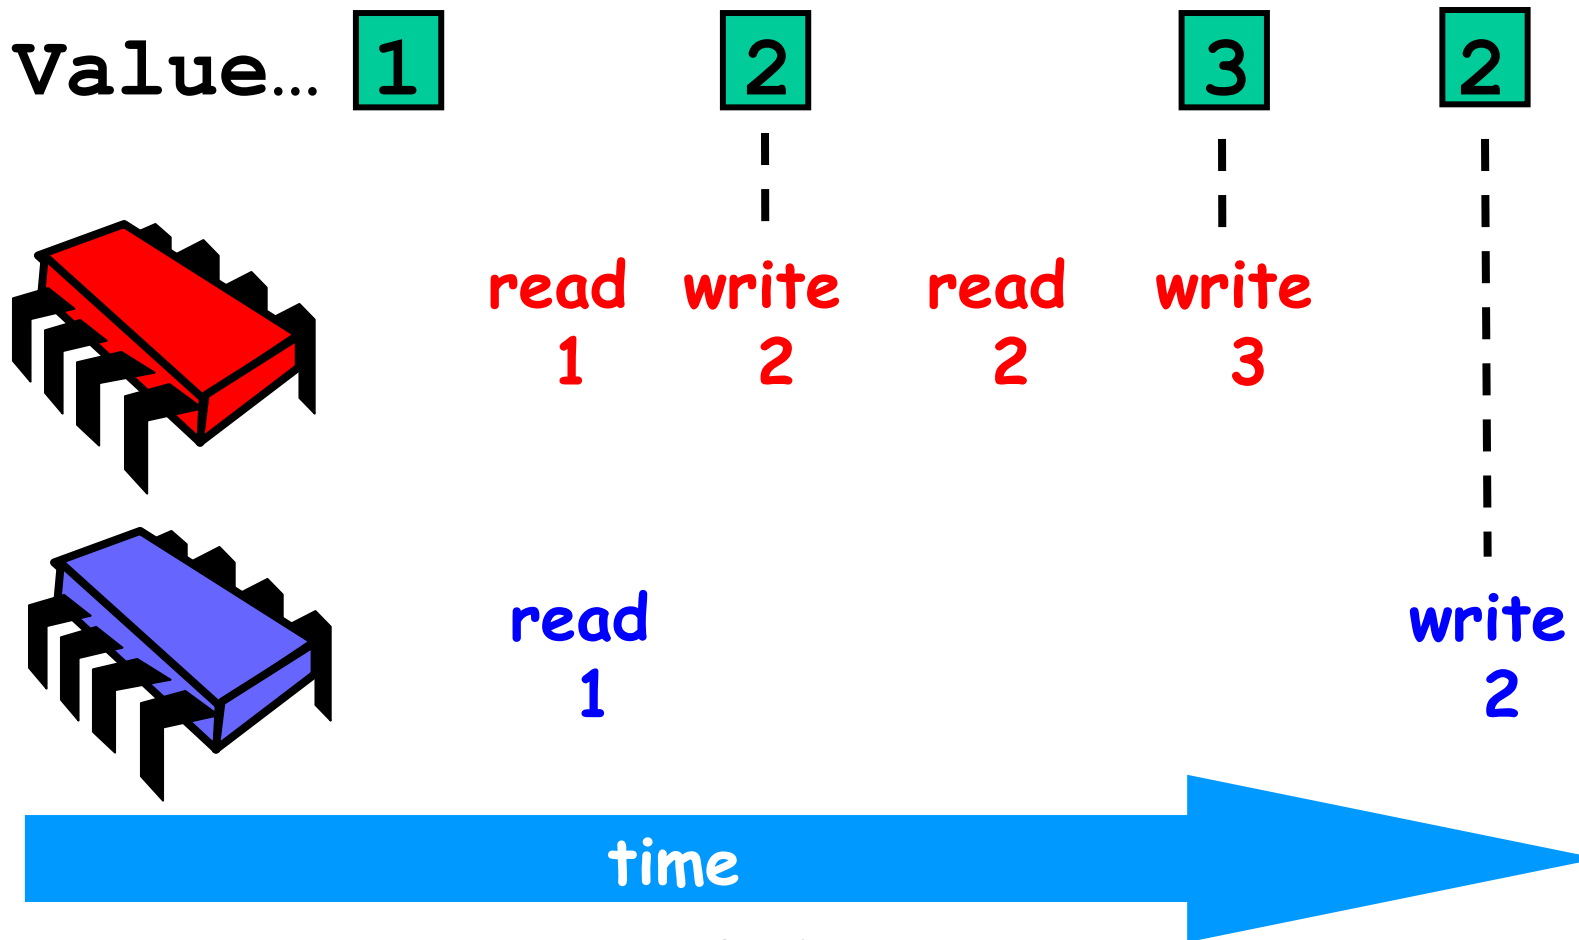 Value… 1 2 3 2
read write read write
1 2 2 3
read write
1 2
time